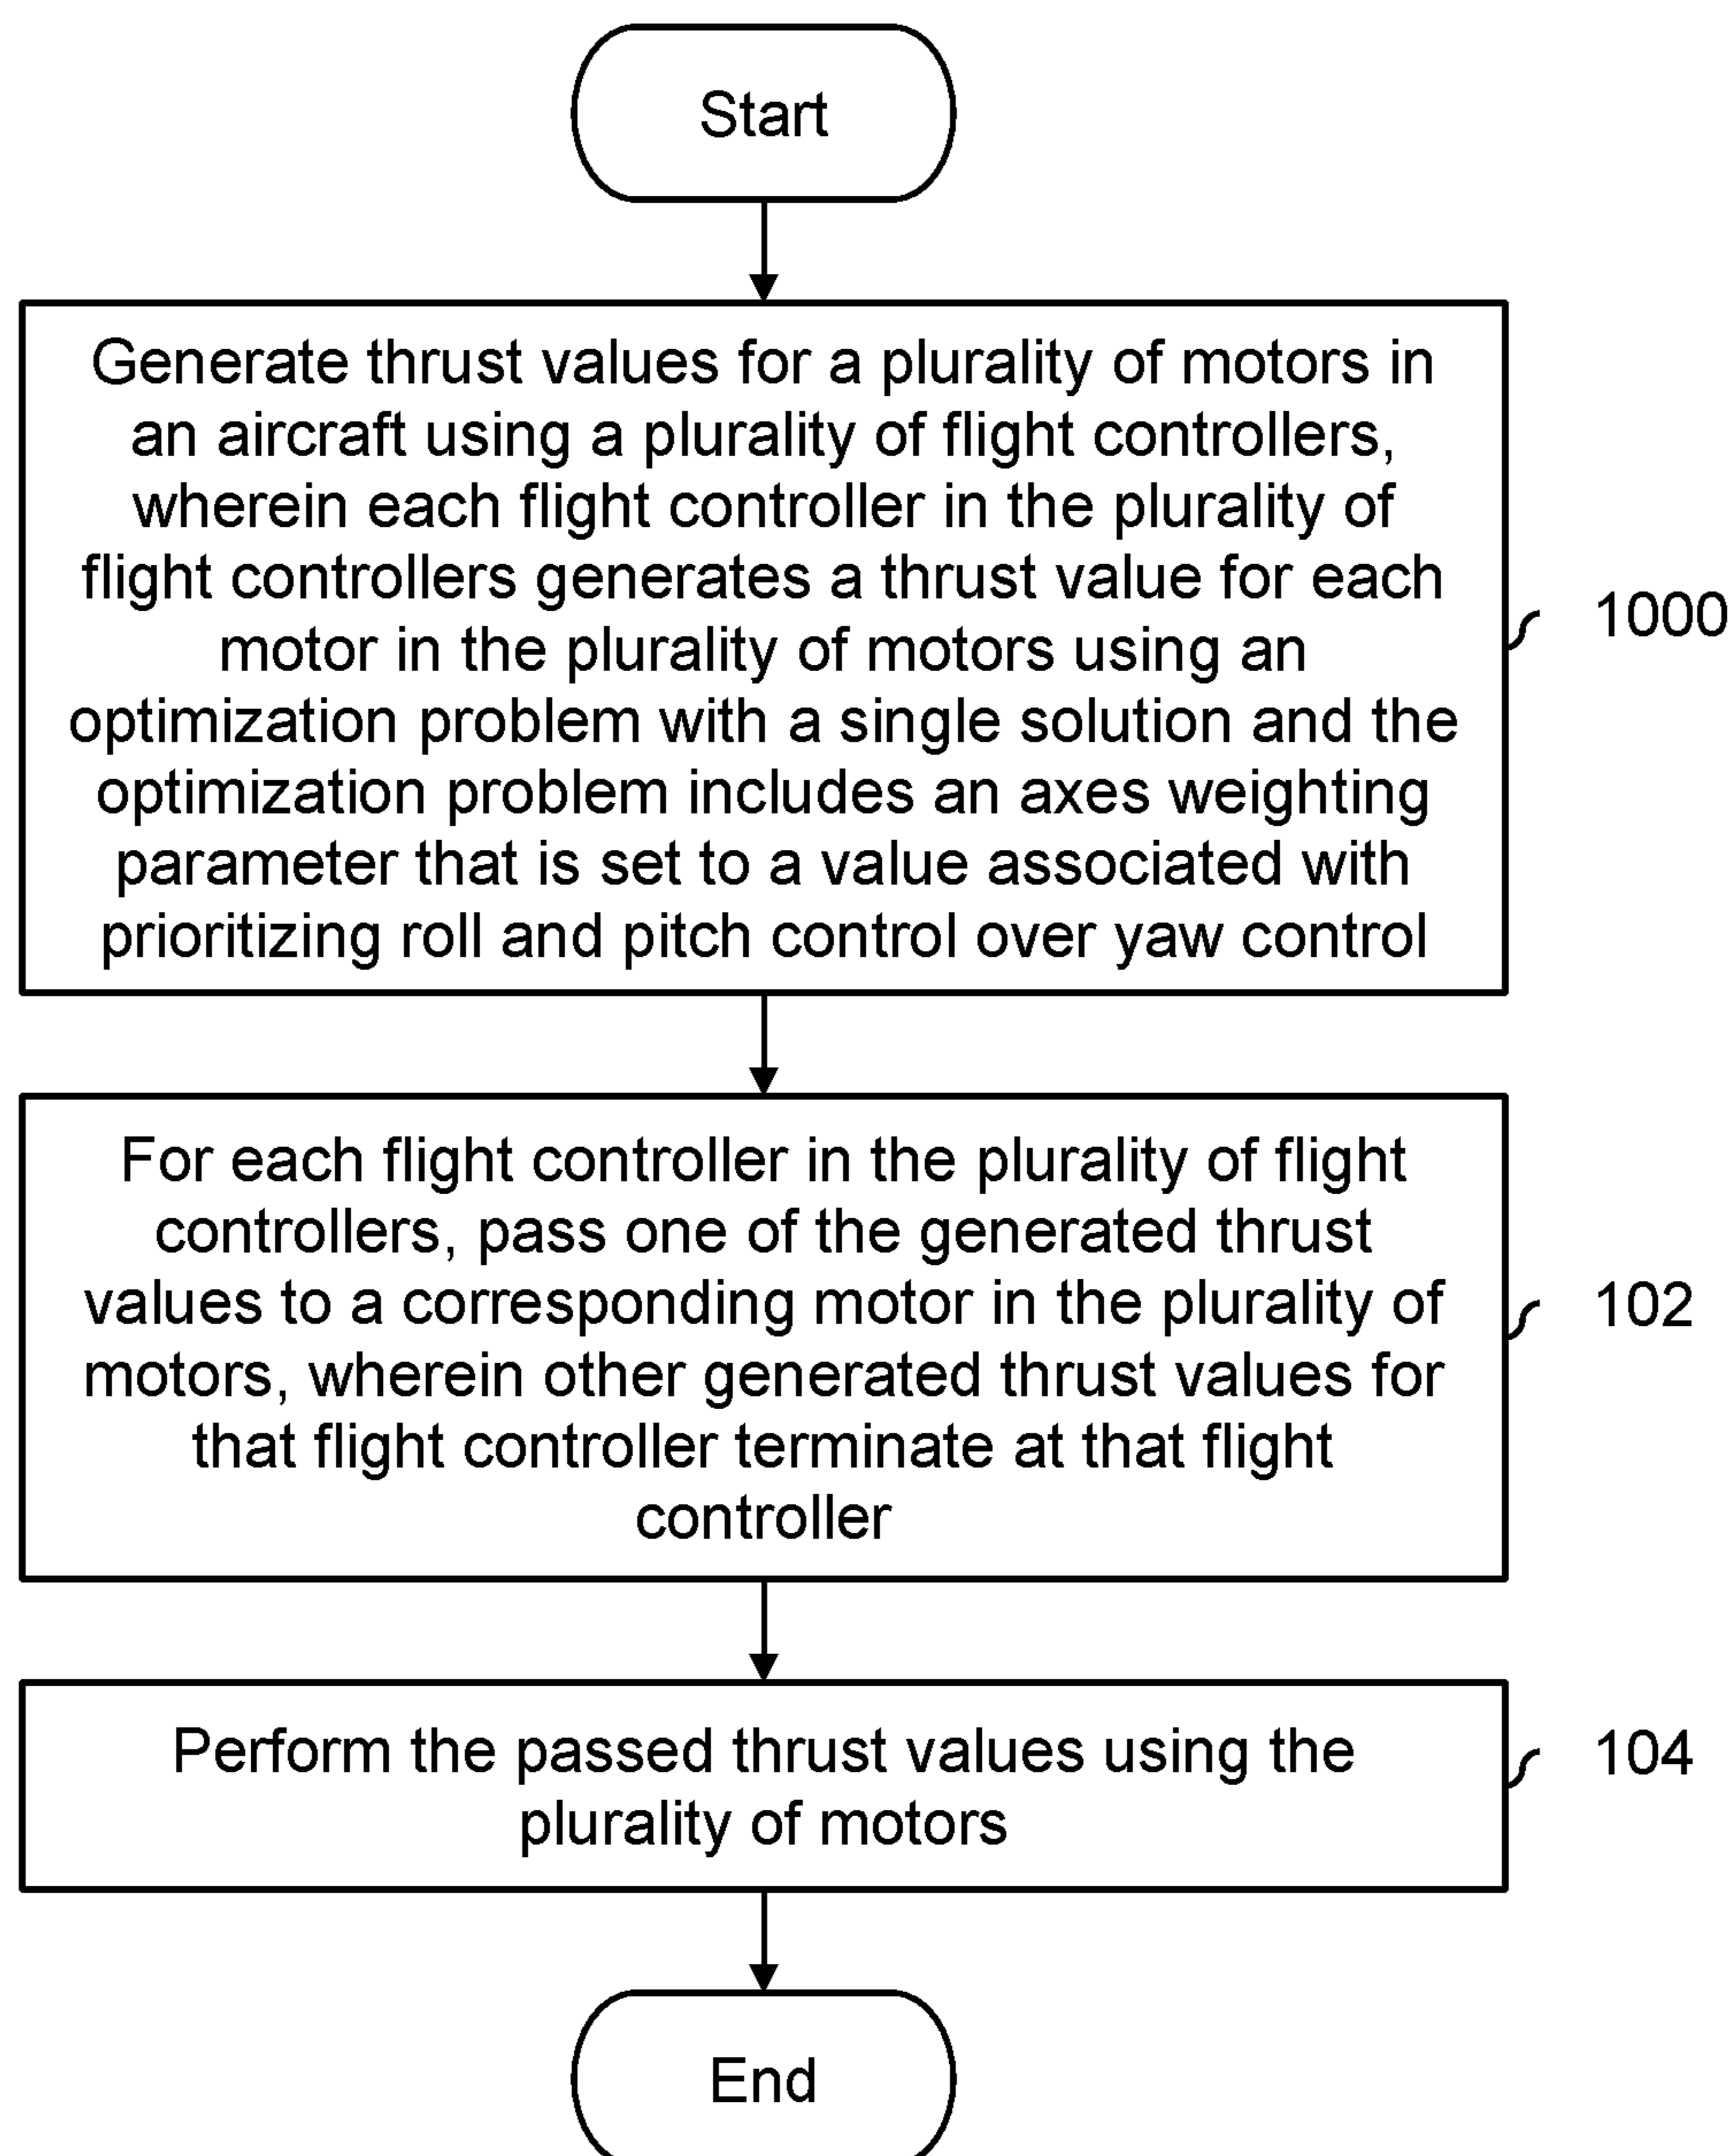 Start
Generate thrust values for a plurality of motors in
an aircraft using a plurality of flight controllers,
wherein each flight controller in the plurality of
flight controllers generates a thrust value for each
motor in the plurality of motors using an
optimization problem with a single solution and the
optimization problem includes an axes weighting
parameter that is set to a value associated with
prioritizing roll and pitch control over yaw control
1000
For each flight controller in the plurality of flight
controllers, pass one of the generated thrust
values to a corresponding motor in the plurality of
motors, wherein other generated thrust values for
that flight controller terminate at that flight
controller
102
Perform the passed thrust values using the
plurality of motors
104
End